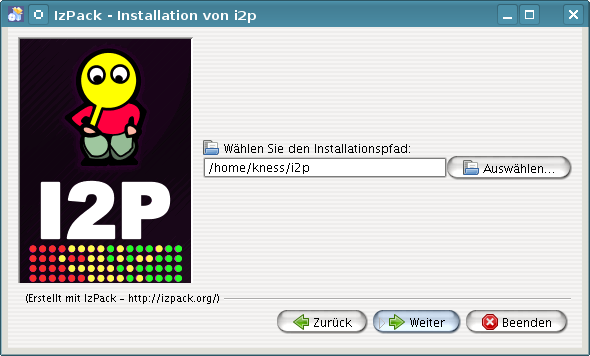 IzPack - Installation von i2p
Wählen Sie den Installationspfad:
/home/kness/i2p
Auswählen...
I2P
(Erstellt mit IzPack - http://izpack.org/)
Zurück
Weiter
Beenden